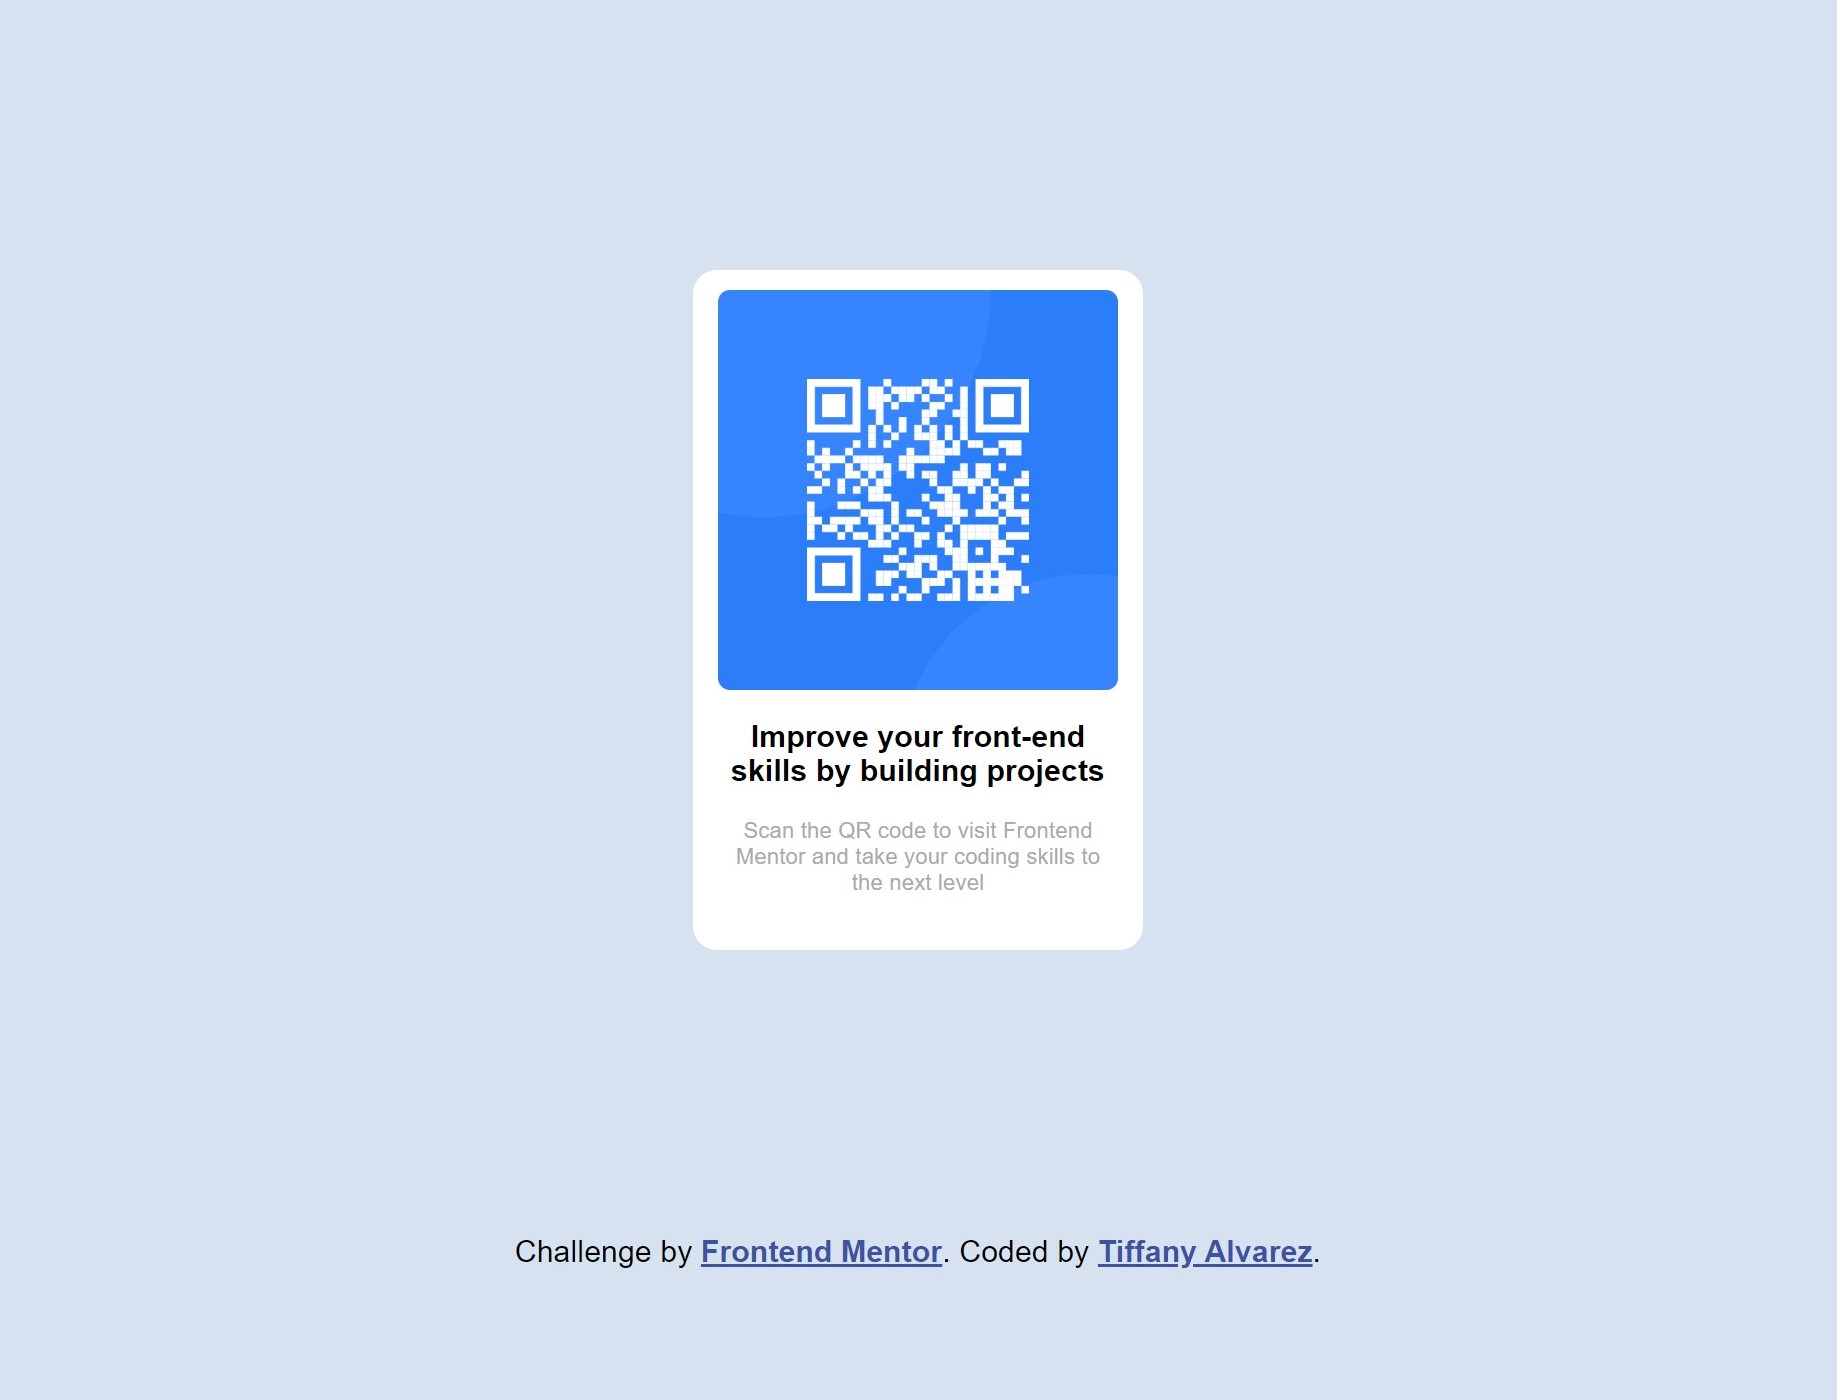 Improve your front-end
skills by building projects
Scan the QR code to visit Frontend
Mentor and take your coding skills to
the next level
Challenge by Frontend Mentor. Coded by Tiffany Alvarez.